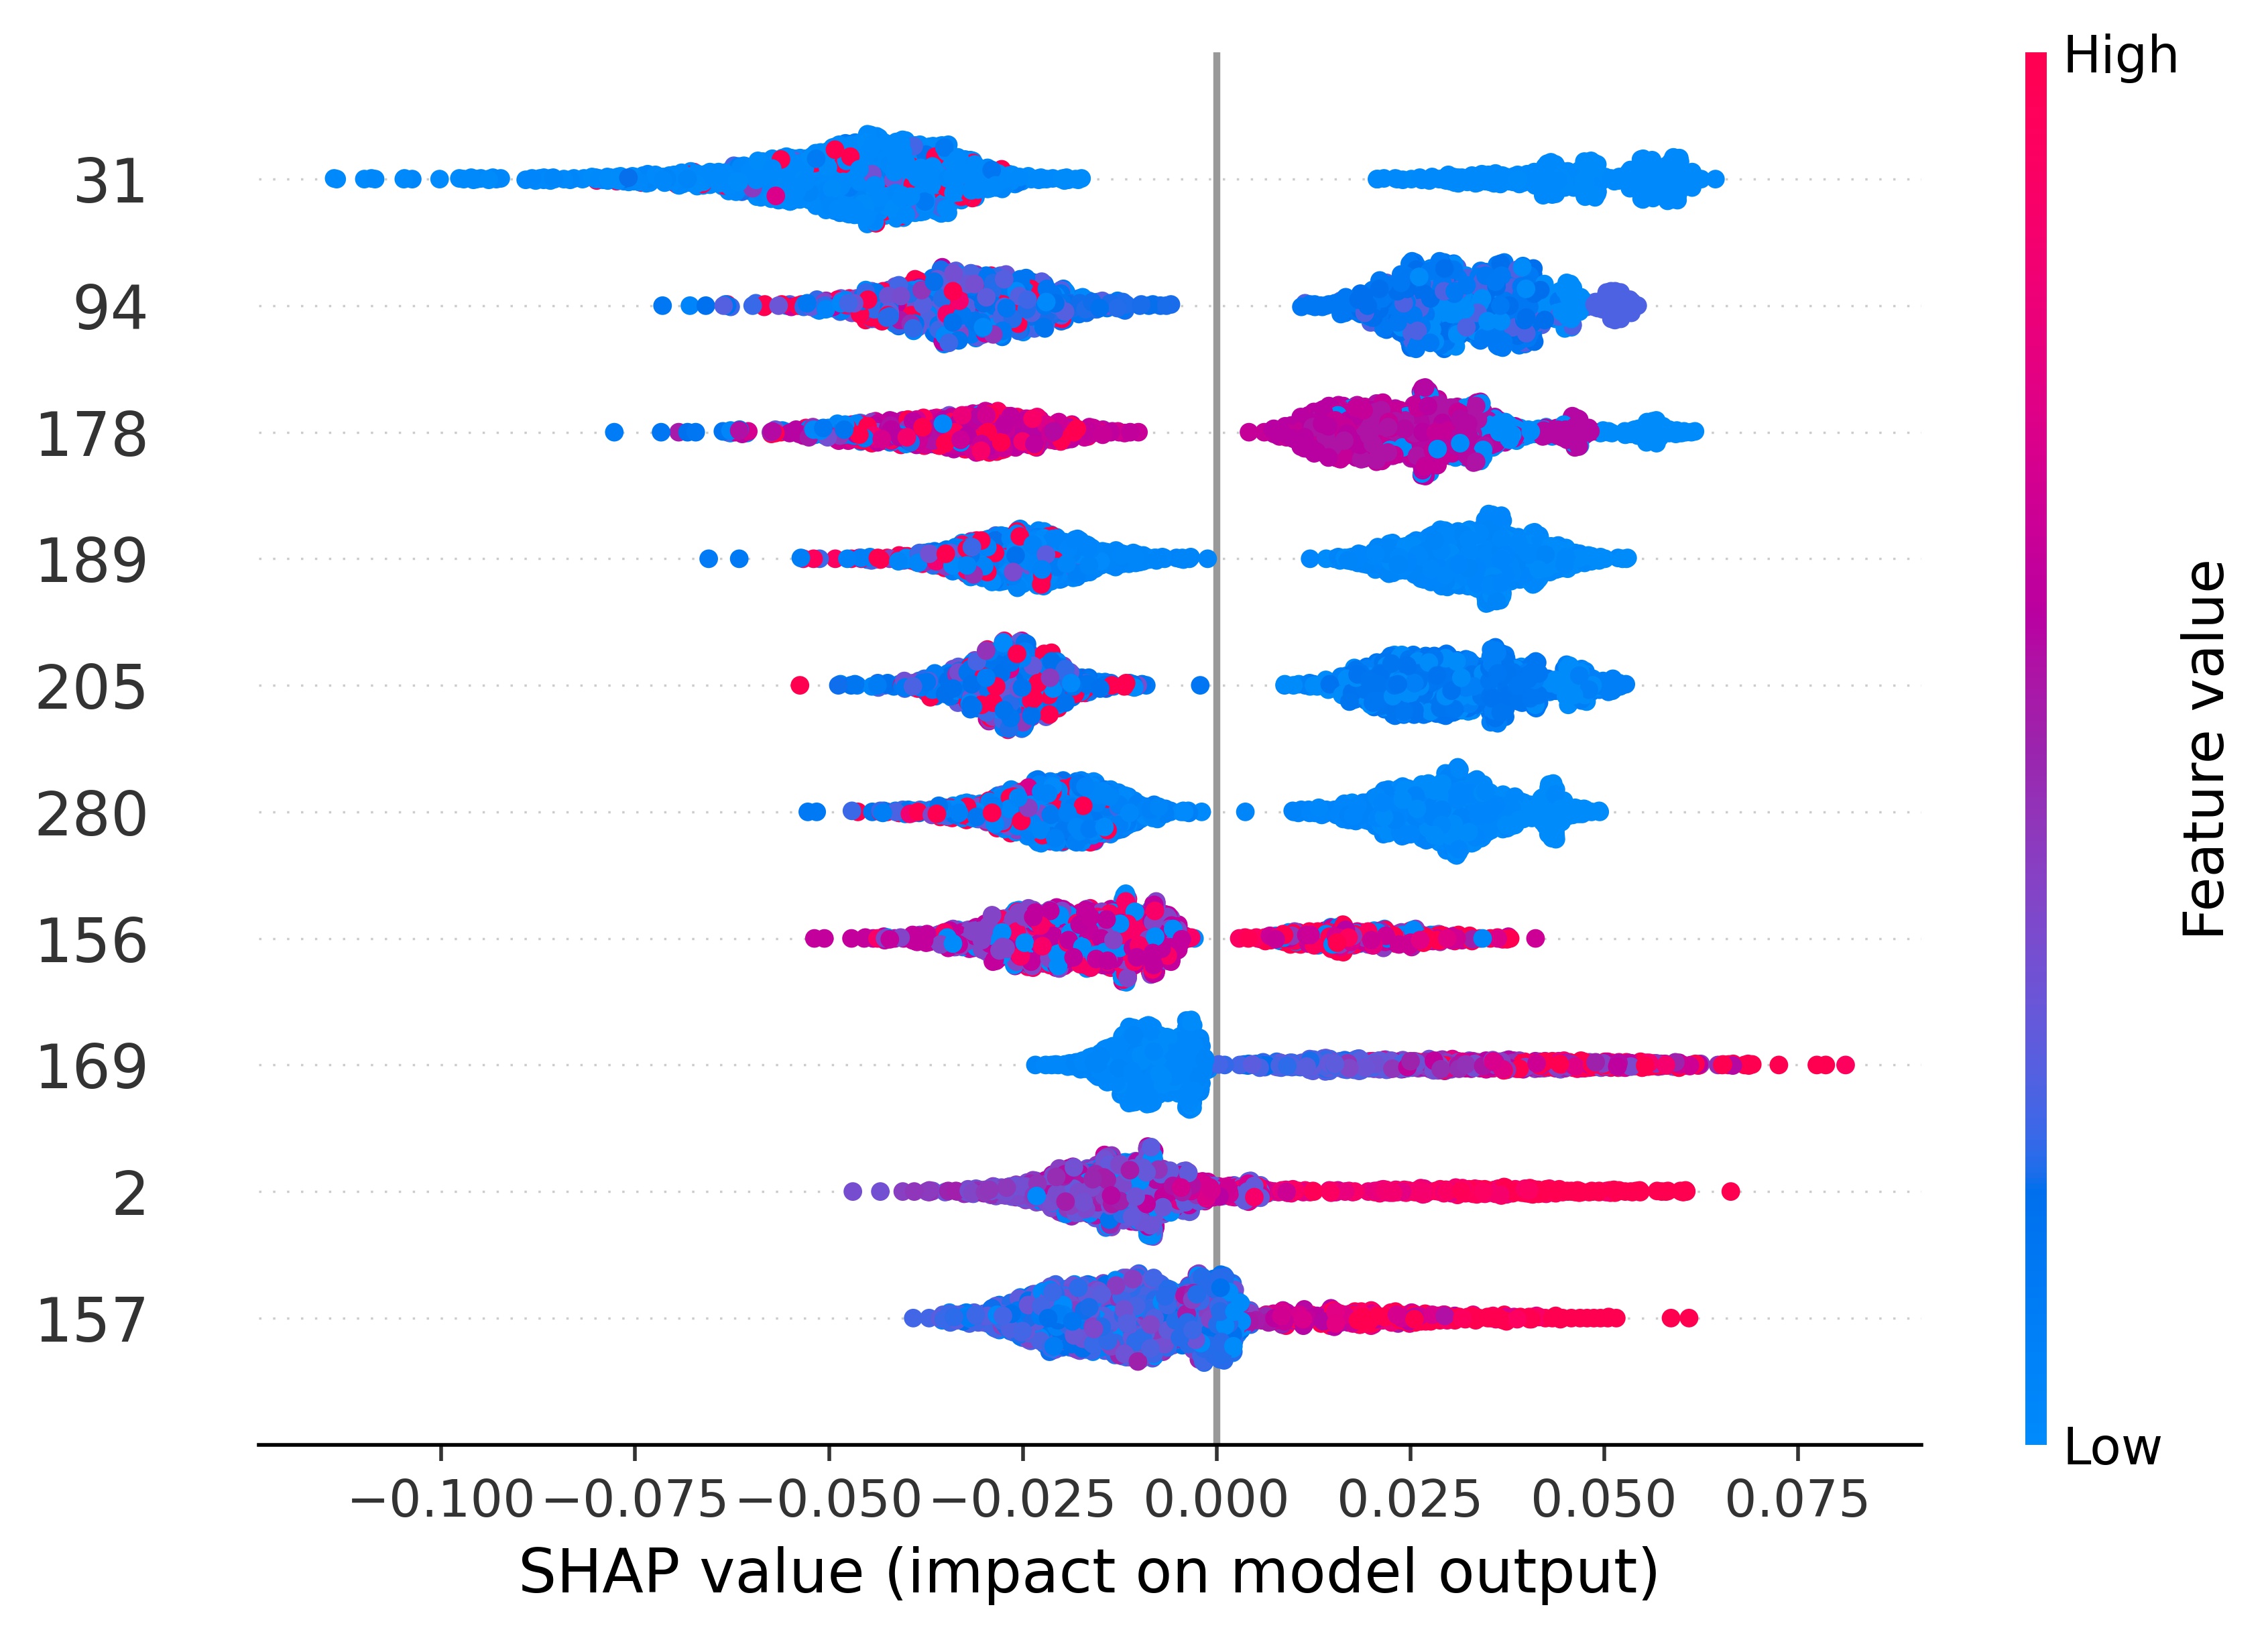 High
31
94
178
189
205
280
156
169
2
157
Feature value
Low
−0.100 −0.075 −0.050 −0.025 0.000 0.025 0.050 0.075
SHAP value (impact on model output)